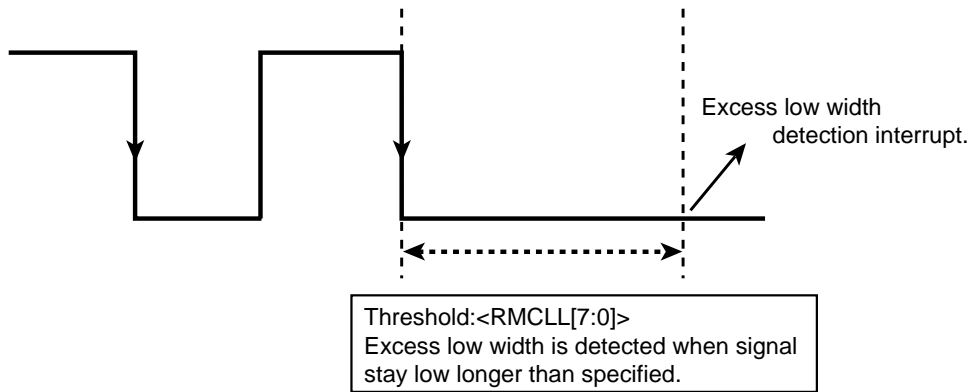 Excess low width
detection interrupt.
Threshold:<RMCLL[7:0]>
Excess low width is detected when signal
stay low longer than specified.